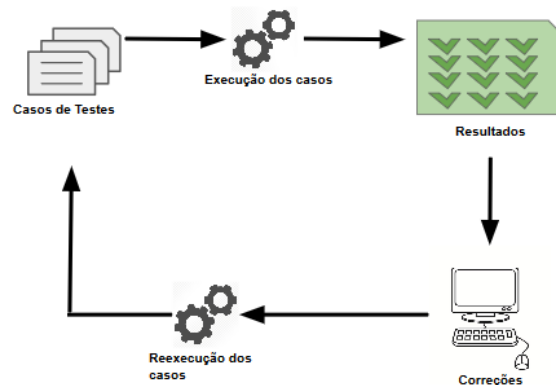 Casos de Testes
Execução dos casos
Resultados
Reexecução dos
casos
Correções